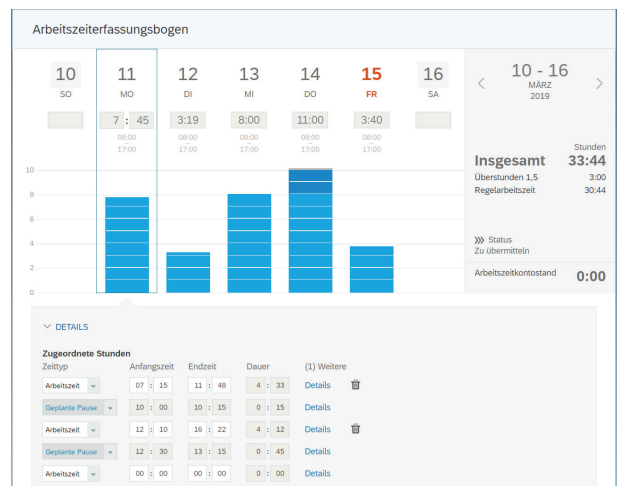 Arbeitszeiterfassungsbogen
10 11 12 13 14 15 16
SO MO DI MI DO FR SA
7 : 45 3:19 8:00 11:00 3:40
08:00 08:00 08:00 08:00 08:00
17:00 17:00 17:00 17:00 17:00
10 - 16
MÄRZ
2019
Stunden
Insgesamt 33:44
Überstunden 1,5 3:00
Regelarbeitszeit 30:44
Status
Zu übermitteln
Arbeitszeitkontostand 0:00
10
8
6
4
2
0
DETAILS
Zugeordnete Stunden
Zeittyp Anfangszeit Endzeit Dauer (1) Weitere
Arbeitszeit 07 : 15 11 : 48 4 : 33 Details
Geplante Pause 10 : 00 10 : 15 0 : 15 Details
Arbeitszeit 12 : 10 16 : 22 4 : 12 Details
Geplante Pause 12 : 30 13 : 15 0 : 45 Details
Arbeitszeit 00 : 00 00 : 00 0 : 00 Details